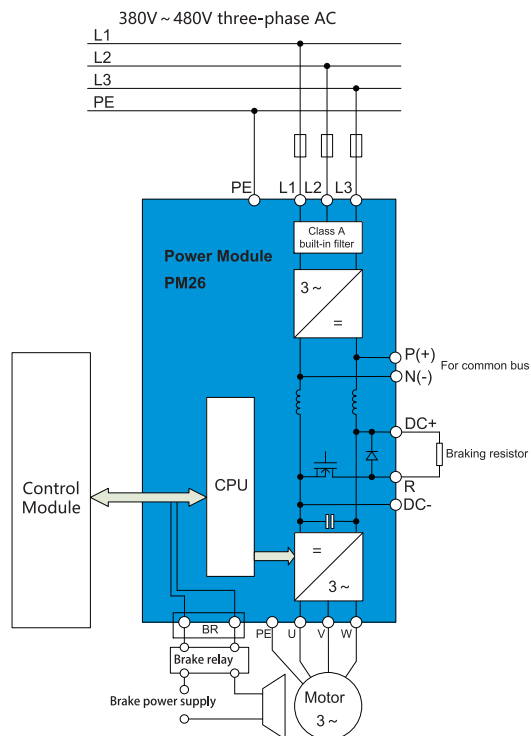 380V～480V three-phase AC
L1
L2
L3
PE
PE L1 L2 L3
Class A
built-in filter
Power Module
PM26
3～
=
P(+)
For common bus
N(-)
DC+
Braking resistor
R
DC-
Control
Module
CPU
=
3～
BR PE U V W
Brake relay
Brake power supply
Motor
3～